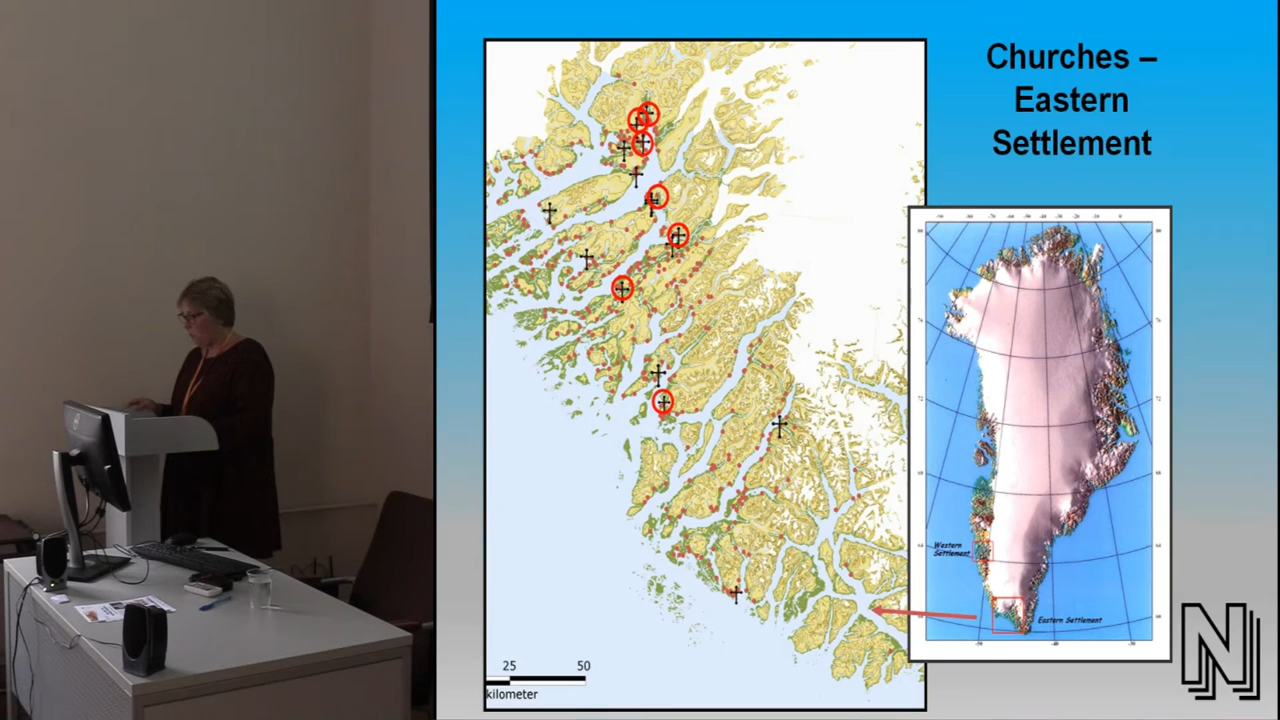 Churches –
Eastern
Settlement
Western
Settlement
Eastern Settlement
25 50
kilometer
N